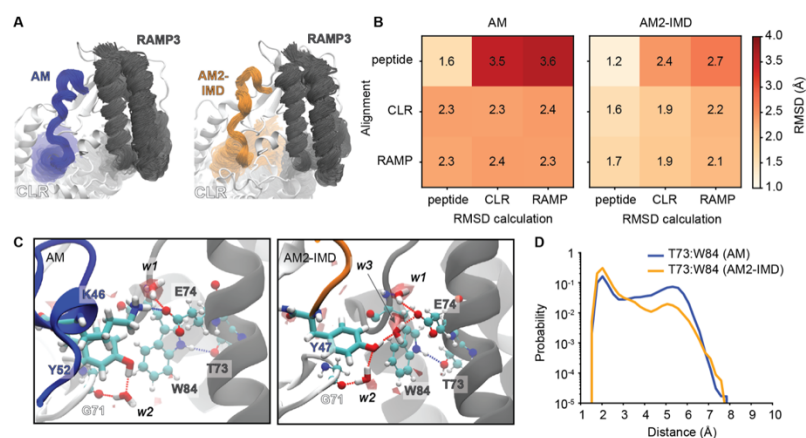 A
RAMP3
AM
CLR
RAMP3
AM2-
IMD
CLR
B
AM
AM2-IMD
Alignment
peptide
1.6 3.5 3.6
1.2 2.4 2.7
CLR
2.3 2.3 2.4
1.6 1.9 2.2
RAMP
2.3 2.4 2.3
1.7 1.9 2.1
peptide CLR RAMP
peptide CLR RAMP
RMSD calculation
RMSD calculation
4.0
3.5
3.0
2.5
2.0
1.5
1.0
RMSD (Å)
C
AM
w1
K46
E74
Y52
T73
W84
G71
w2
AM2-IMD
w3
w1
E74
Y47
T73
W84
G71
w2
D
T73:W84 (AM)
T73:W84 (AM2-IMD)
Probability
1
10-1
10-2
10-3
10-4
10-5
1 2 3 4 5 6 7 8 9 10
Distance (Å)